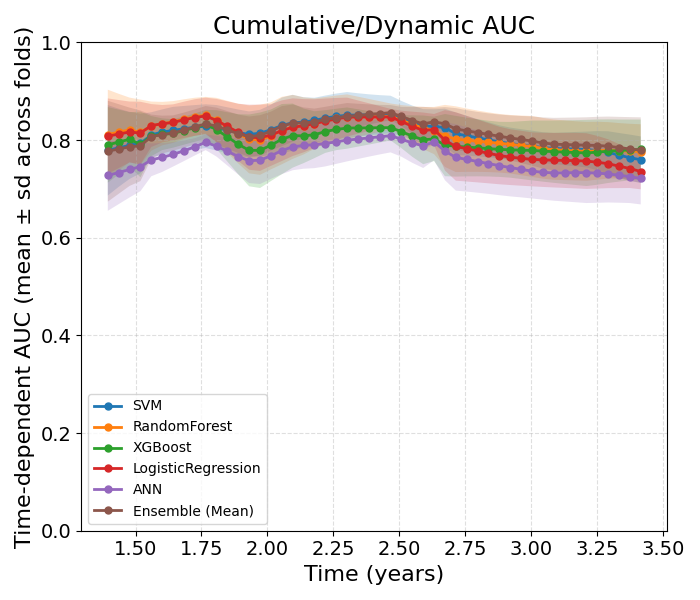 Cumulative/Dynamic AUC
Time-dependent AUC (mean ± sd across folds)
1.0
0.8
0.6
0.4
0.2
0.0
SVM
RandomForest
XGBoost
LogisticRegression
ANN
Ensemble (Mean)
1.50 1.75 2.00 2.25 2.50 2.75 3.00 3.25 3.50
Time (years)